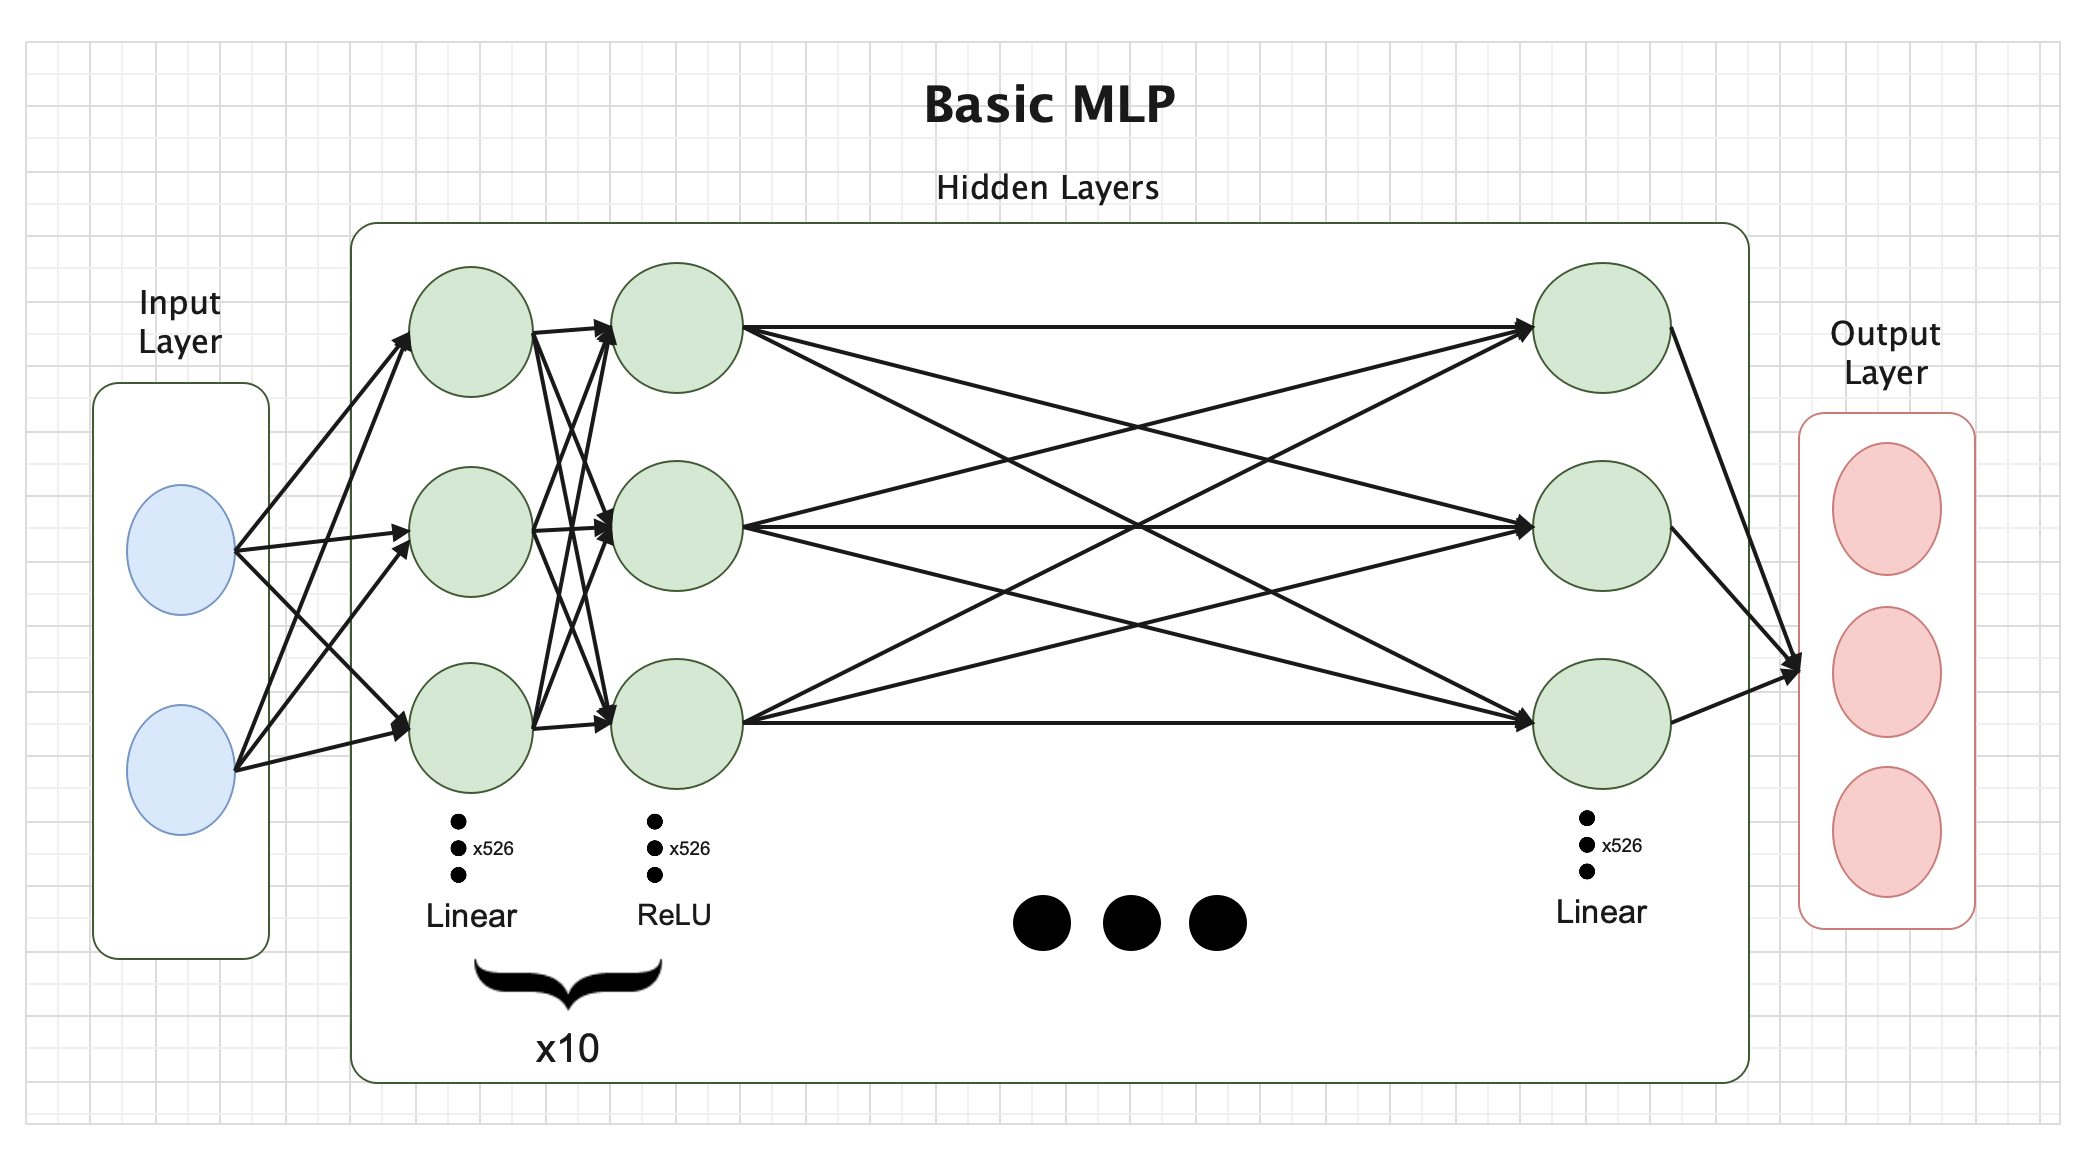 Basic MLP
Hidden Layers
Input
Layer
Output
Layer
x526
x526
x526
Linear
ReLU
Linear
x10